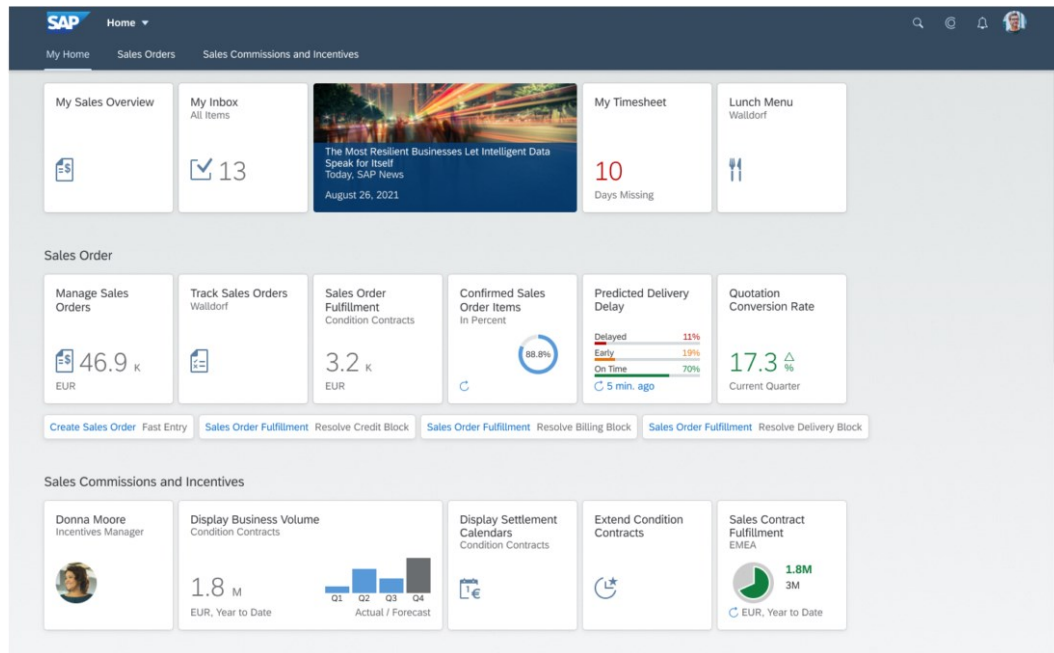 SAP
Home
My Home
Sales Orders
Sales Commissions and Incentives
My Sales Overview
My Inbox
All Items
13
The Most Resilient Businesses Let Intelligent Data
Speak for Itself
Today, SAP News
August 26, 2021
My Timesheet
10
Days Missing
Lunch Menu
Walldorf
Sales Order
Manage Sales
Orders
46.9 K
EUR
Track Sales Orders
Walldorf
Sales Order
Fulfillment
Condition Contracts
3.2 K
EUR
Confirmed Sales
Order Items
In Percent
88.8%
Predicted Delivery
Delay
Delayed 11%
Early 19%
On Time 70%
5 min. ago
Quotation
Conversion Rate
17.3 %
Current Quarter
Create Sales Order Fast Entry
Sales Order Fulfillment Resolve Credit Block
Sales Order Fulfillment Resolve Billing Block
Sales Order Fulfillment Resolve Delivery Block
Sales Commissions and Incentives
Donna Moore
Incentives Manager
Display Business Volume
Condition Contracts
1.8 M
EUR, Year to Date
Q1 Q2 Q3 Q4
Actual / Forecast
Display Settlement
Calendars
Condition Contracts
1 €
Extend Condition
Contracts
Sales Contract
Fulfillment
EMEA
1.8M
3M
EUR, Year to Date